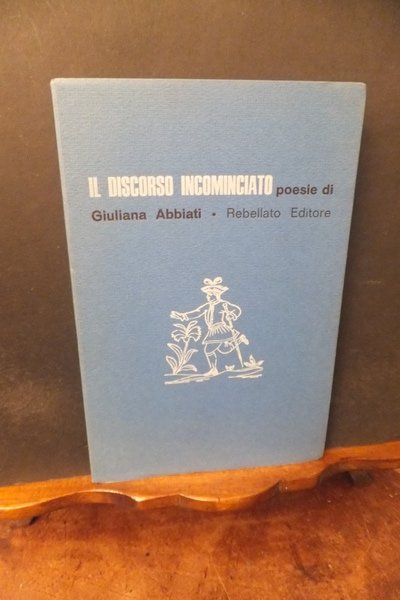 IL DISCORSO INCOMINCIATO poesie di
Giuliana Abbiati • Rebellato Editore